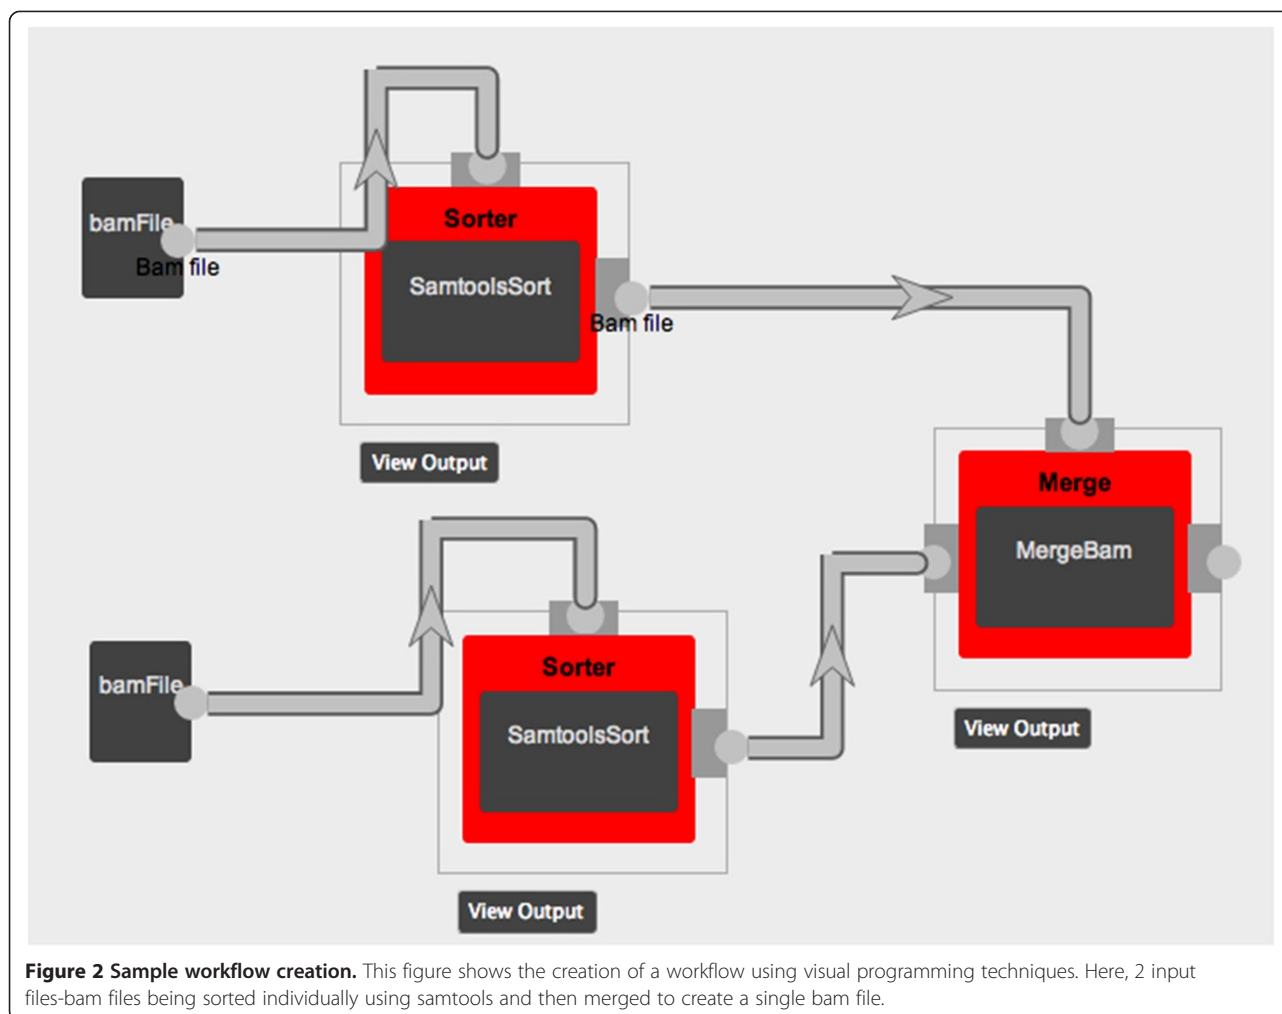 bamFile
Bam file
Sorter
SamtoolsSort
Bam file
View Output
Merge
MergeBam
View Output
bamFile
Sorter
SamtoolsSort
View Output
Figure 2 Sample workflow creation. This figure shows the creation of a workflow using visual programming techniques. Here, 2 input
files-bam files being sorted individually using samtools and then merged to create a single bam file.